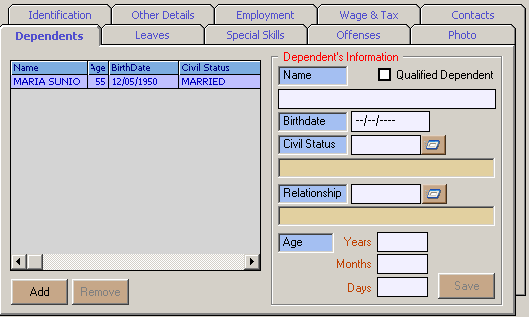 Identification Other Details Employment Wage & Tax Contacts
Dependents Leaves Special Skills Offenses Photo
Name Age BirthDate Civil Status
MARIA SUNIO 55 12/05/1950 MARRIED
Add Remove
Dependent's Information
Name Qualified Dependent
Birthdate --/--/----
Civil Status
Relationship
Age Years
Months
Days
Save